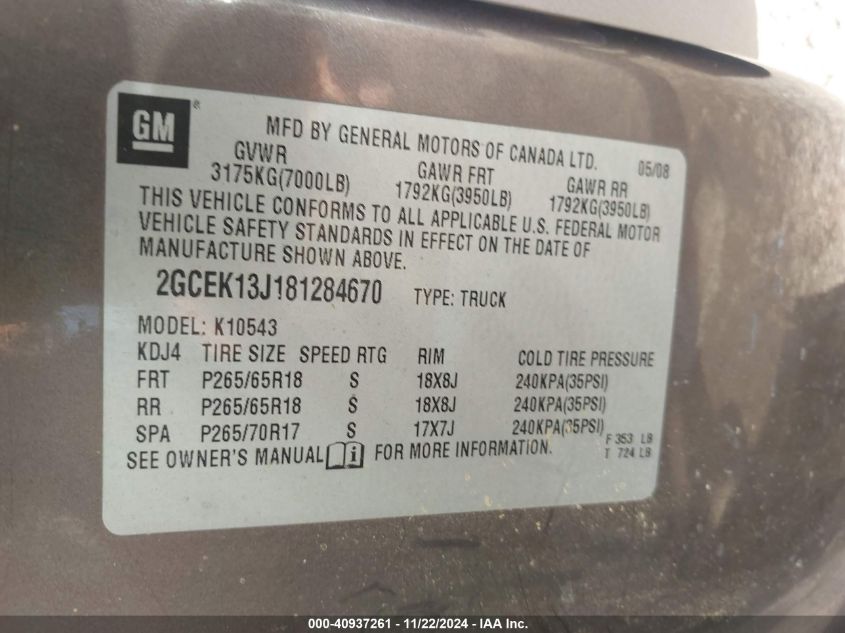 GM®
MFD BY GENERAL MOTORS OF CANADA LTD. 05/08
GVWR GAWR FRT GAWR RR
3175KG(7000LB) 1792KG(3950LB) 1792KG(3950LB)
THIS VEHICLE CONFORMS TO ALL APPLICABLE U.S. FEDERAL MOTOR
VEHICLE SAFETY STANDARDS IN EFFECT ON THE DATE OF
MANUFACTURE SHOWN ABOVE.
2GCEK13J181284670 TYPE: TRUCK
MODEL: K10543
KDJ4 TIRE SIZE SPEED RTG RIM COLD TIRE PRESSURE
FRT P265/65R18 S 18X8J 240KPA(35PSI)
RR P265/65R18 S 18X8J 240KPA(35PSI)
SPA P265/70R17 S 17X7J 240KPA(35PSI)
F 353 LB
T 724 LB
SEE OWNER'S MANUAL i FOR MORE INFORMATION.
000-40937261 - 11/22/2024 - IAA Inc.